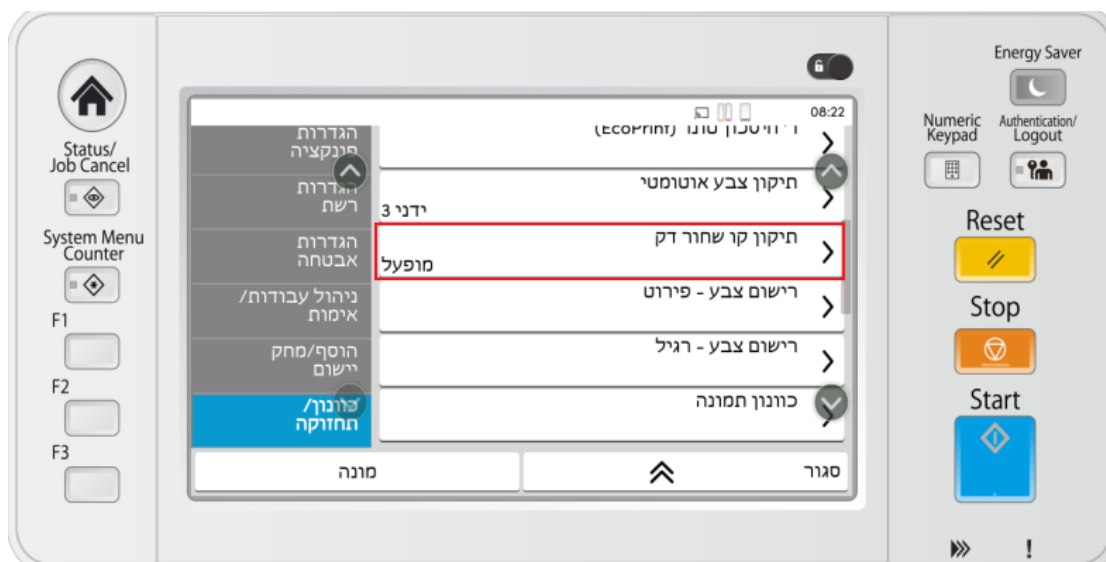 Energy Saver
08:22
Numeric
Keypad
Authentication/
Logout
Status/
Job Cancel
(EcoPrint)
הגדרות
פונקציה
תיקון צבע אוטומטי
ידני 3
הגדרות
רשת
Reset
System Menu
Counter
תיקון קו שחור דק
מופעל
הגדרות
אבטחה
רישום צבע - פירוט
ניהול עבודות/
אימות
Stop
F1
רישום צבע - רגיל
הוסף/מחק
יישום
F2
כוונון תמונה
כוונון/
תחזוקה
Start
F3
סגור
מונה